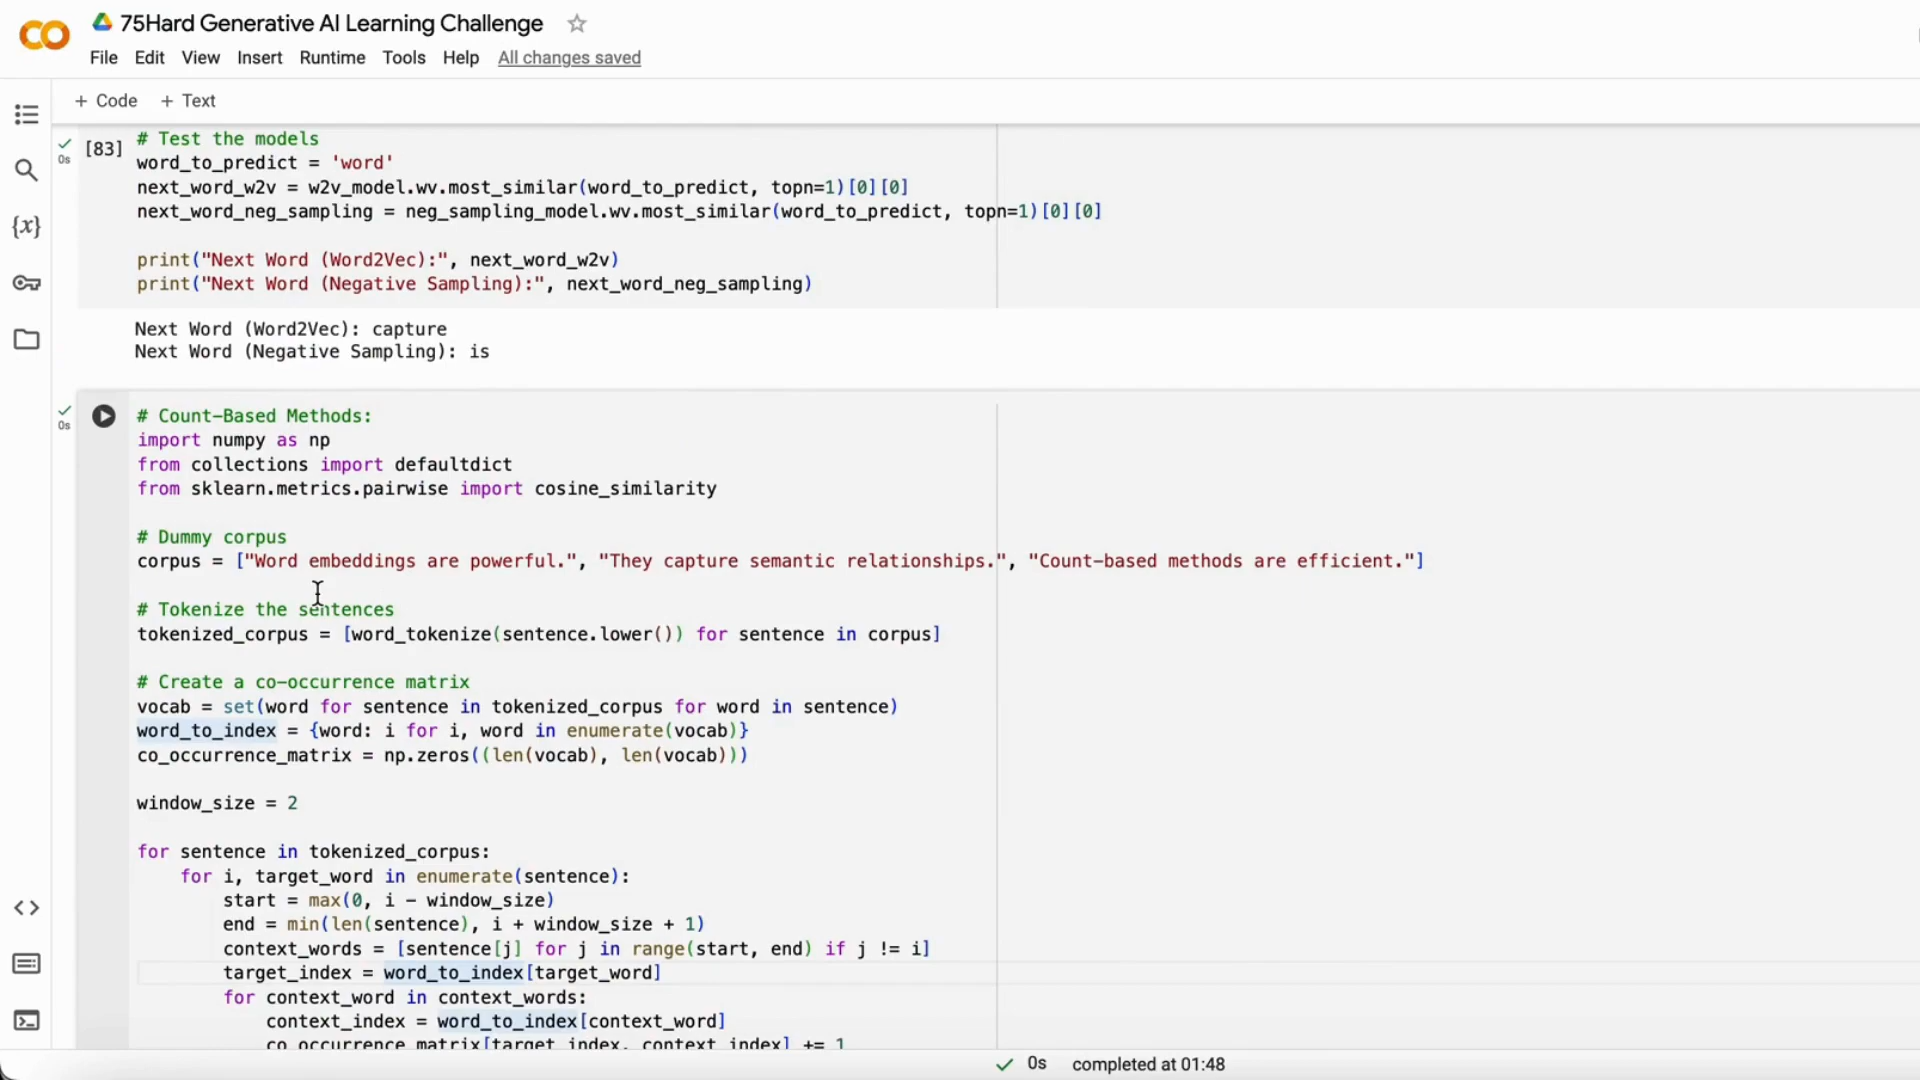 75Hard Generative AI Learning Challenge
File Edit View Insert Runtime Tools Help All changes saved
+ Code + Text
[83] # Test the models
0s
word_to_predict = 'word'
next_word_w2v = w2v_model.wv.most_similar(word_to_predict, topn=1)[0][0]
next_word_neg_sampling = neg_sampling_model.wv.most_similar(word_to_predict, topn=1)[0][0]
print("Next Word (Word2Vec):", next_word_w2v)
print("Next Word (Negative Sampling):", next_word_neg_sampling)
Next Word (Word2Vec): capture
Next Word (Negative Sampling): is
# Count-Based Methods:
0s
import numpy as np
from collections import defaultdict
from sklearn.metrics.pairwise import cosine_similarity
# Dummy corpus
corpus = ["Word embeddings are powerful.", "They capture semantic relationships.", "Count-based methods are efficient."]
# Tokenize the sentences
tokenized_corpus = [word_tokenize(sentence.lower()) for sentence in corpus]
# Create a co-occurrence matrix
vocab = set(word for sentence in tokenized_corpus for word in sentence)
word_to_index = {word: i for i, word in enumerate(vocab)}
co_occurrence_matrix = np.zeros((len(vocab), len(vocab)))
window_size = 2
for sentence in tokenized_corpus:
    for i, target_word in enumerate(sentence):
        start = max(0, i - window_size)
        end = min(len(sentence), i + window_size + 1)
        context_words = [sentence[j] for j in range(start, end) if j != i]
        target_index = word_to_index[target_word]
        for context_word in context_words:
            context_index = word_to_index[context_word]
            co_occurrence_matrix[target_index, context_index] += 1
0s completed at 01:48